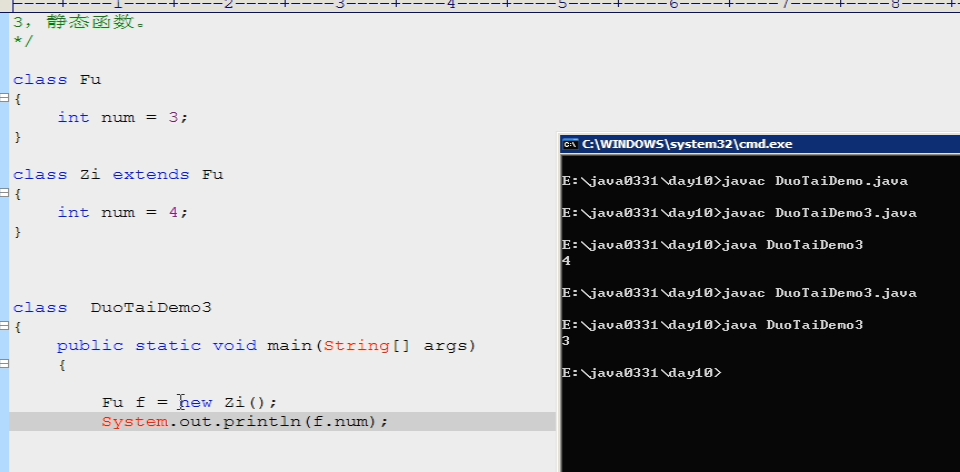 |----+----1----+----2----+----3----+----4----+----5----+----6----+----7----+----8----+
3，静态函数。
*/
class Fu
{
int num = 3;
}
class Zi extends Fu
{
int num = 4;
}
class DuoTaiDemo3
{
public static void main(String[] args)
{
Fu f = new Zi();
System.out.println(f.num);
C:\WINDOWS\system32\cmd.exe
E:\java0331\day10>javac DuoTaiDemo.java
E:\java0331\day10>javac DuoTaiDemo3.java
E:\java0331\day10>java DuoTaiDemo3
4
E:\java0331\day10>javac DuoTaiDemo3.java
E:\java0331\day10>java DuoTaiDemo3
3
E:\java0331\day10>